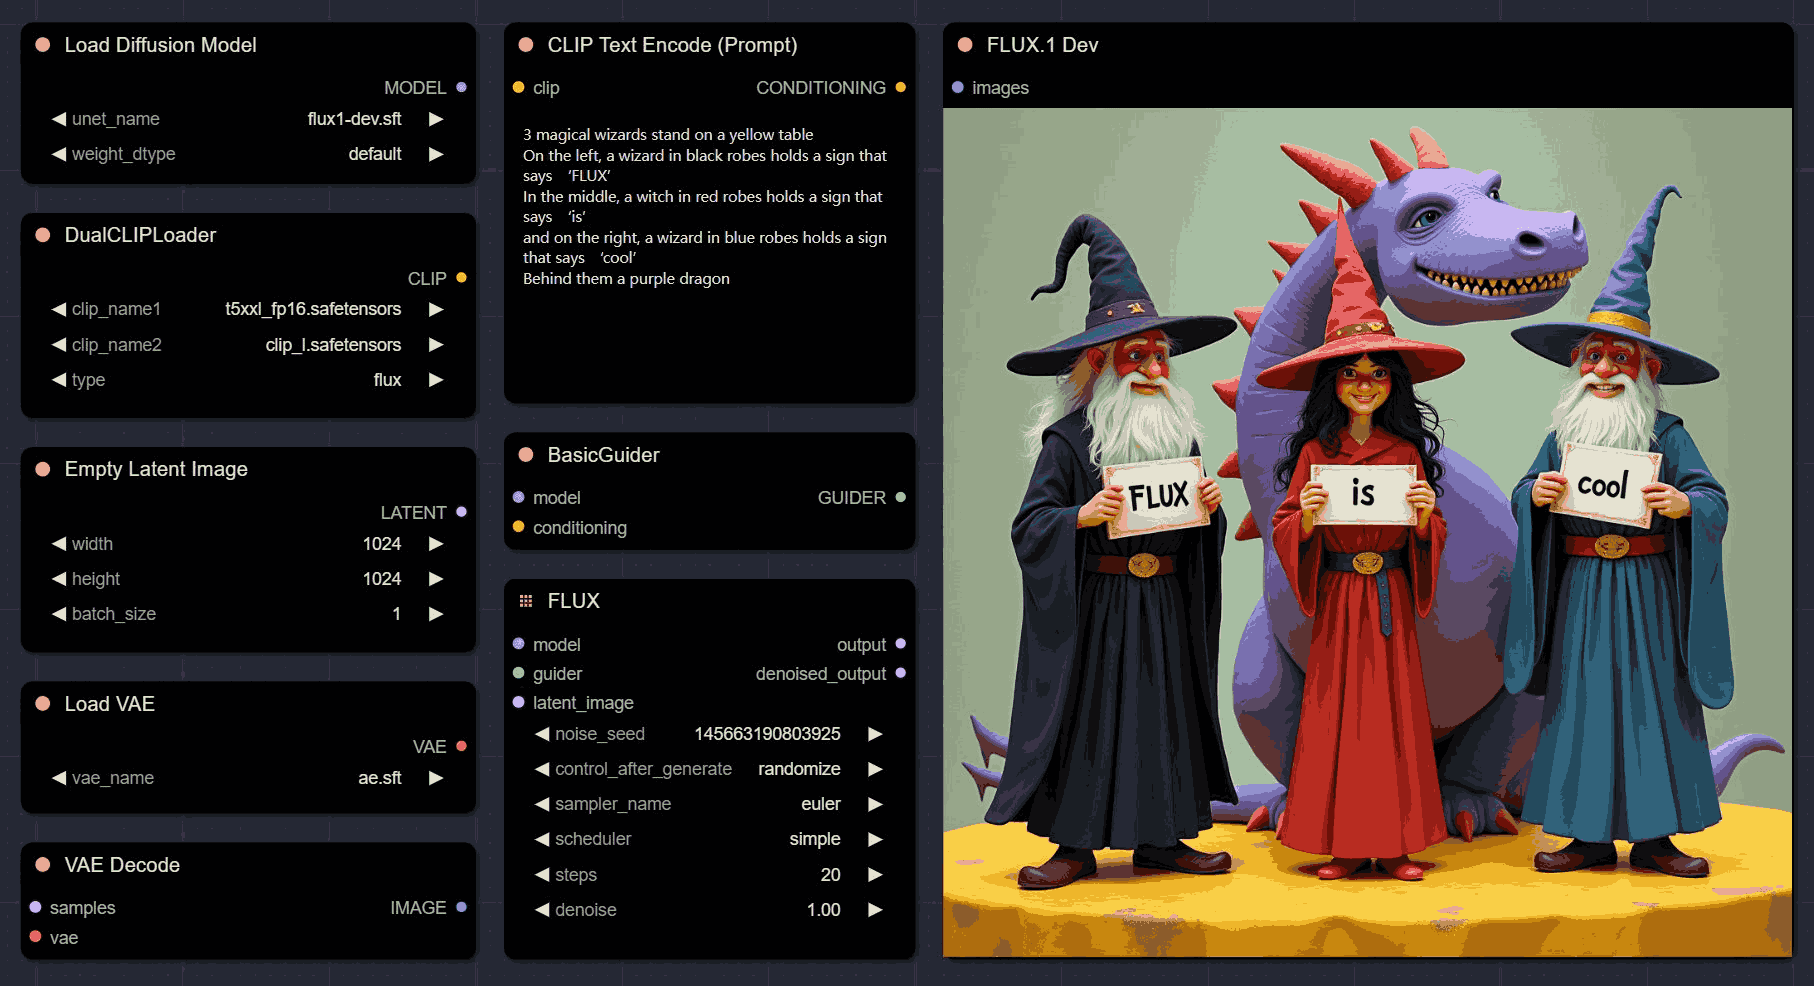 Load Diffusion Model
MODEL
unet_name flux1-dev.sft
weight_dtype default
DualCLIPLoader
CLIP
clip_name1 t5xxl_fp16.safetensors
clip_name2 clip_l.safetensors
type flux
Empty Latent Image
LATENT
width 1024
height 1024
batch_size 1
Load VAE
VAE
vae_name ae.sft
VAE Decode
samples IMAGE
vae
CLIP Text Encode (Prompt)
clip CONDITIONING
3 magical wizards stand on a yellow table
On the left, a wizard in black robes holds a sign that
says ‘FLUX’
In the middle, a witch in red robes holds a sign that
says ‘is’
and on the right, a wizard in blue robes holds a sign
that says ‘cool’
Behind them a purple dragon
BasicGuider
model GUIDER
conditioning
FLUX
model output
guider denoised_output
latent_image
noise_seed 145663190803925
control_after_generate randomize
sampler_name euler
scheduler simple
steps 20
denoise 1.00
FLUX.1 Dev
images
FLUX
is
cool